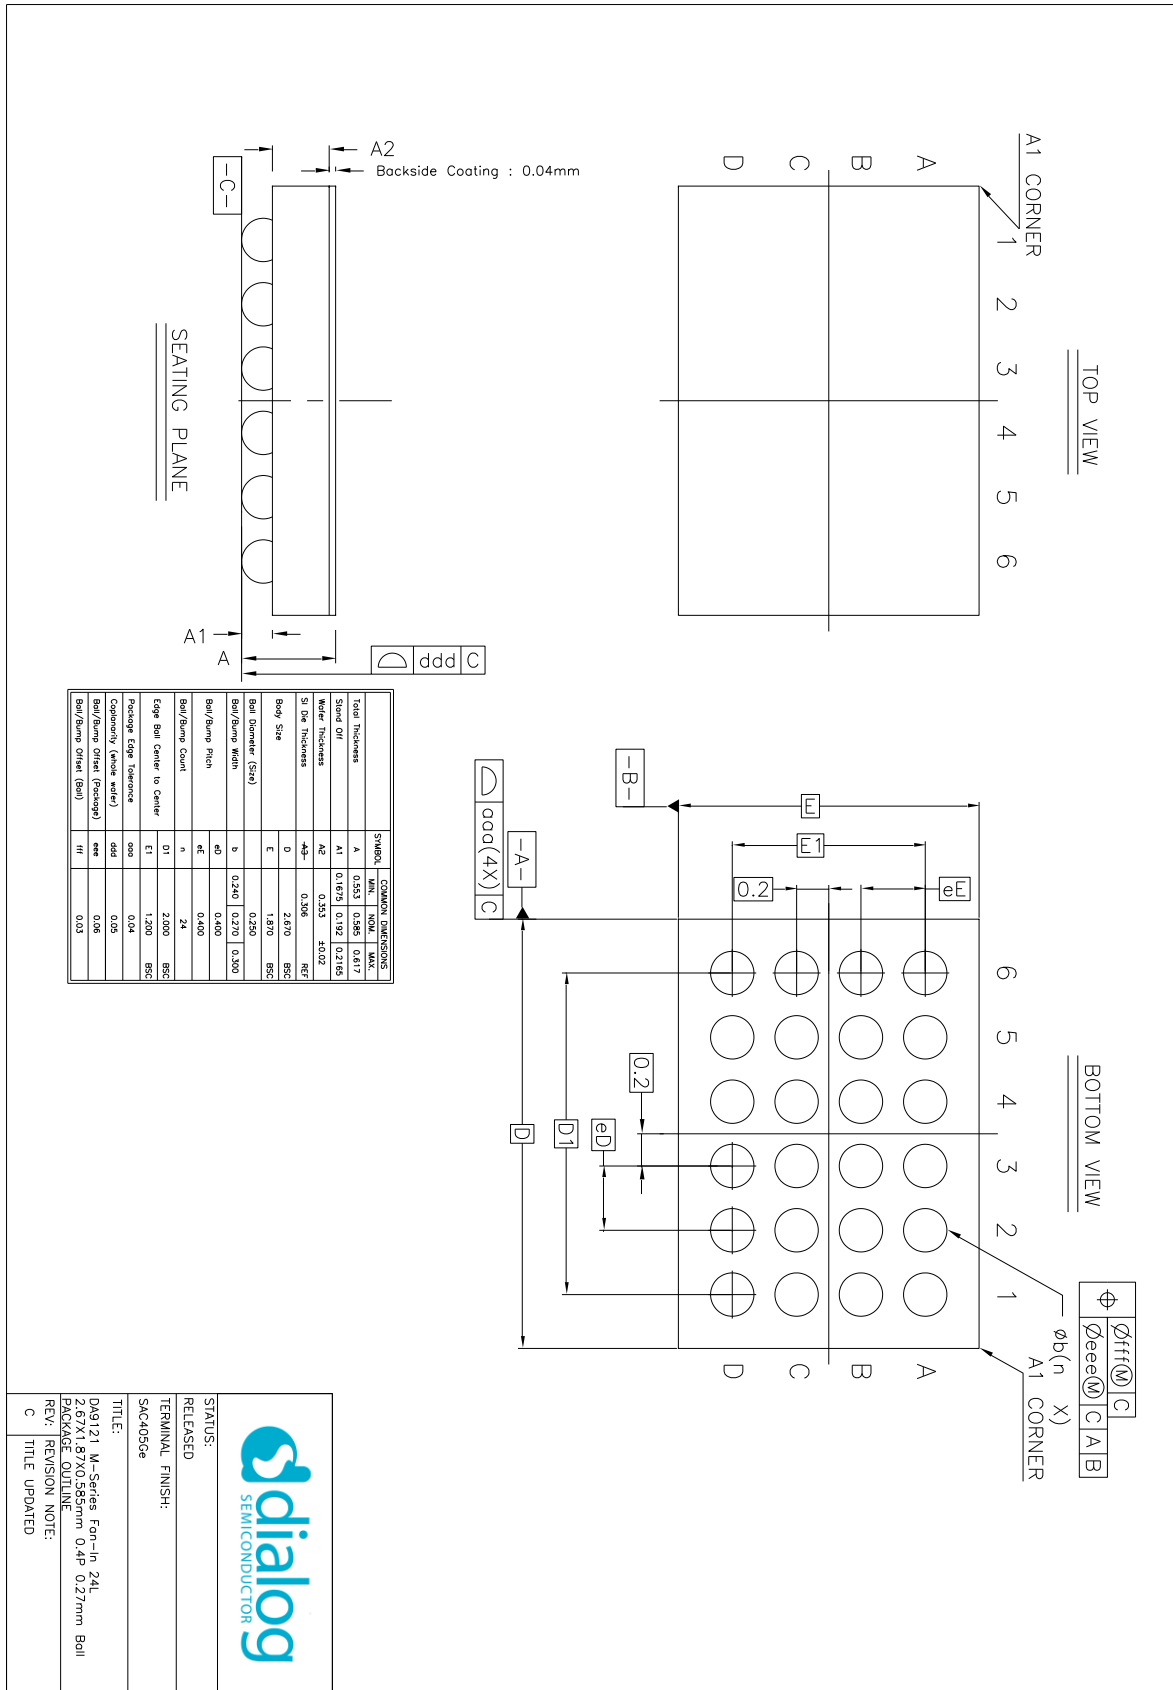 TOP VIEW
A1 CORNER
1 2 3 4 5 6
A
B
C
D
BOTTOM VIEW
6 5 4 3 2 1
A
B
C
D
A1 CORNER
Øb(n X)
Øfff Ⓜ C
Øeee Ⓜ C A B
eE
E1
E
0.2
0.2
eD
D1
D
-B-
-A-
aaa(4X) C
A2
Backside Coating : 0.04mm
-C-
SEATING PLANE
A1
A
ddd C
SYMBOL COMMON DIMENSIONS
MIN. NOM. MAX.
Total Thickness A 0.553 0.585 0.617
Stand Off A1 0.1675 0.192 0.2165
Wafer Thickness A2 0.353 ±0.02
Si Die Thickness A3 0.306 REF
Body Size D 2.670 BSC
E 1.870 BSC
Ball Diameter (Size) 0.250
Ball/Bump Width b 0.240 0.270 0.300
Ball/Bump Pitch eD 0.400
eE 0.400
Ball/Bump Count n 24
Edge Ball Center to Center D1 2.000 BSC
E1 1.200 BSC
Package Edge Tolerance aaa 0.04
Coplanarity (whole wafer) ddd 0.05
Ball/Bump Offset (Package) eee 0.06
Ball/Bump Offset (Ball) fff 0.03
dialog
SEMICONDUCTOR
STATUS:
RELEASED
TERMINAL FINISH:
SAC405Ge
TITLE:
DA9121 M-Series Fan-In 24L
2.67X1.87X0.585mm 0.4P 0.27mm Ball
PACKAGE OUTLINE
REV: REVISION NOTE:
C TITLE UPDATED